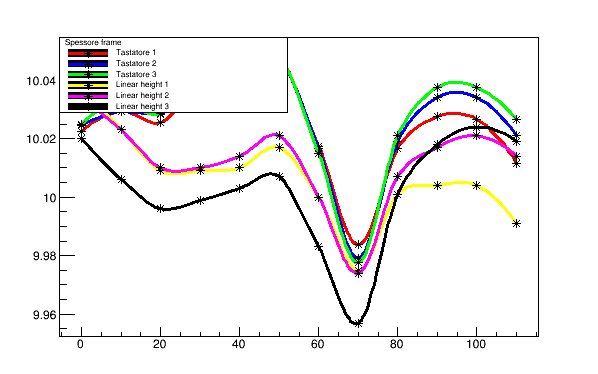 Spessore frame
Tastatore 1
Tastatore 2
Tastatore 3
Linear height 1
Linear height 2
Linear height 3
10.04
10.02
10
9.98
9.96
0 20 40 60 80 100